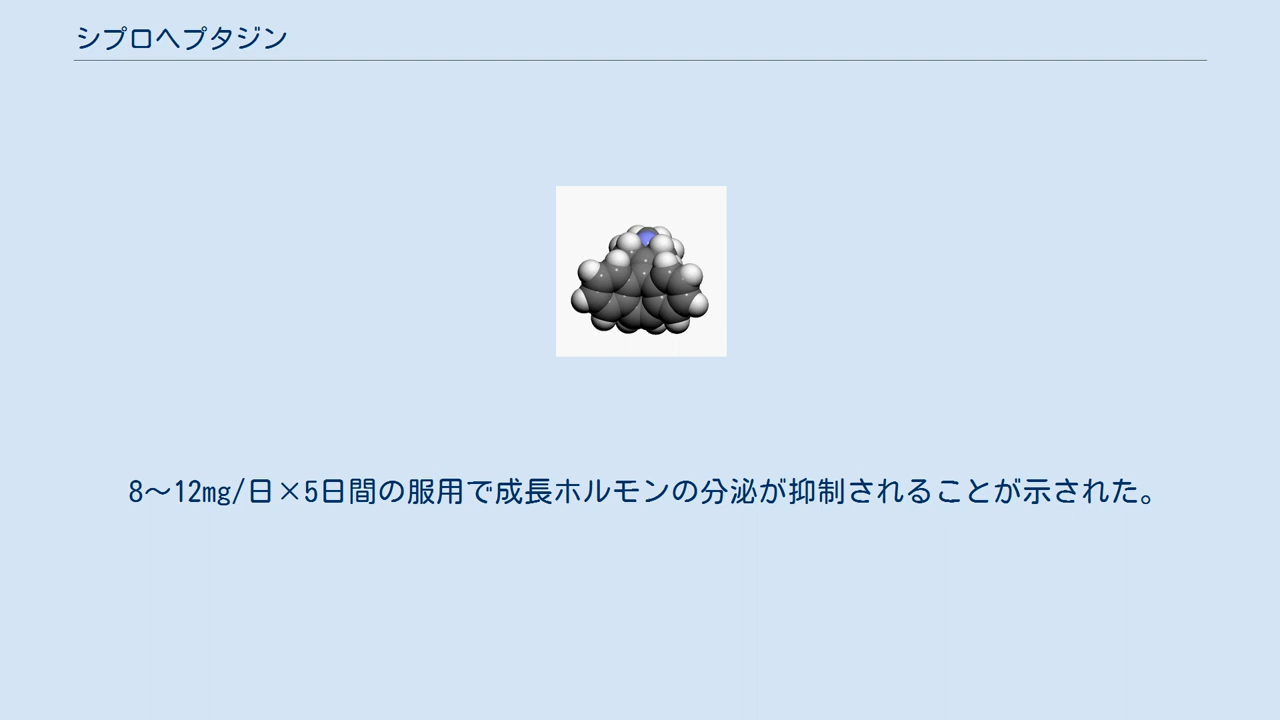 シプロヘプタジン
8～12mg/日×5日間の服用で成長ホルモンの分泌が抑制されることが示された。